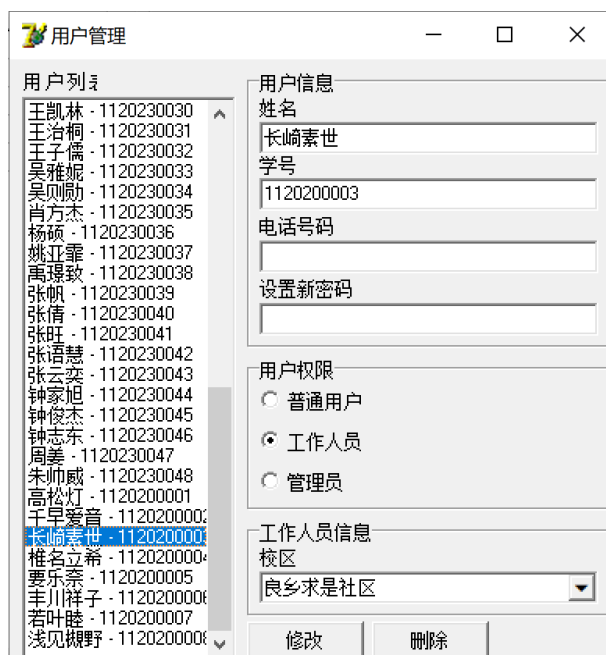 用户管理
用户列
王凯林 - 1120230030
王治桐 - 1120230031
王子儒 - 1120230032
吴雅妮 - 1120230033
吴则勋 - 1120230034
肖方杰 - 1120230035
杨硕 - 1120230036
姚亚霏 - 1120230037
禹璟致 - 1120230038
张帆 - 1120230039
张倩 - 1120230040
张旺 - 1120230041
张语慧 - 1120230042
张云奕 - 1120230043
钟家旭 - 1120230044
钟俊杰 - 1120230045
钟志东 - 1120230046
周姜 - 1120230047
朱帅威 - 1120230048
高松灯 - 1120200001
千早爱音 - 1120200002
长崎素世 - 1120200003
椎名立希 - 1120200004
要乐奈 - 1120200005
丰川祥子 - 1120200006
若叶睦 - 1120200007
浅见槻野 - 1120200008
用户信息
姓名
长崎素世
学号
1120200003
电话号码
设置新密码
用户权限
普通用户
工作人员
管理员
工作人员信息
校区
良乡求是社区
修改
删除